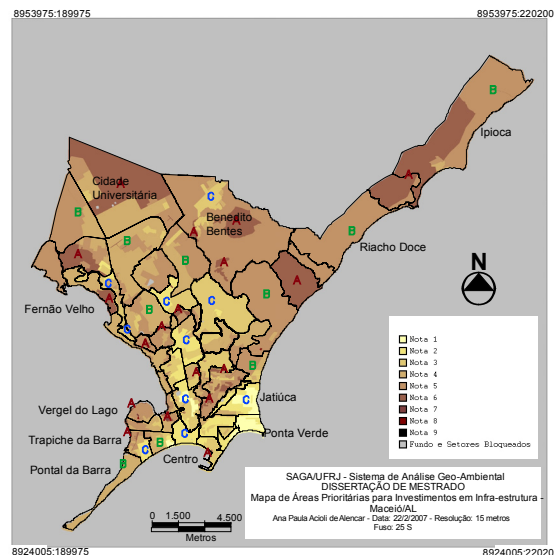 8953975:189975 8953975:220200
B
Ipioca
A
Cidade
A
Universitária
C
B
Benedito
A
Bentes
A
B
B
Riacho Doce
A
B
A
N
C
A
B
A
Fernão Velho
B
C
A
C
C
A
A
C
Nota 1
Nota 2
Nota 3
Nota 4
Nota 5
Nota 6
Nota 7
Nota 8
Nota 9
Fundo e Setores Bloqueados
B
A
A
Vergel do Lago
A
C
A
C
Jatiúca
A
Trapiche da Barra
A
B
C
Ponta Verde
C
Pontal da Barra
B
Centro
A
SAGA/UFRJ - Sistema de Análise Geo-Ambiental
DISSERTAÇÃO DE MESTRADO
Mapa de Áreas Prioritárias para Investimentos em Infra-estrutura -
Maceió/AL
Ana Paula Acioli de Alencar - Data: 22/2/2007 - Resolução: 15 metros
Fuso: 25 S
0 1.500 4.500
Metros
8924005:189975 8924005:22020